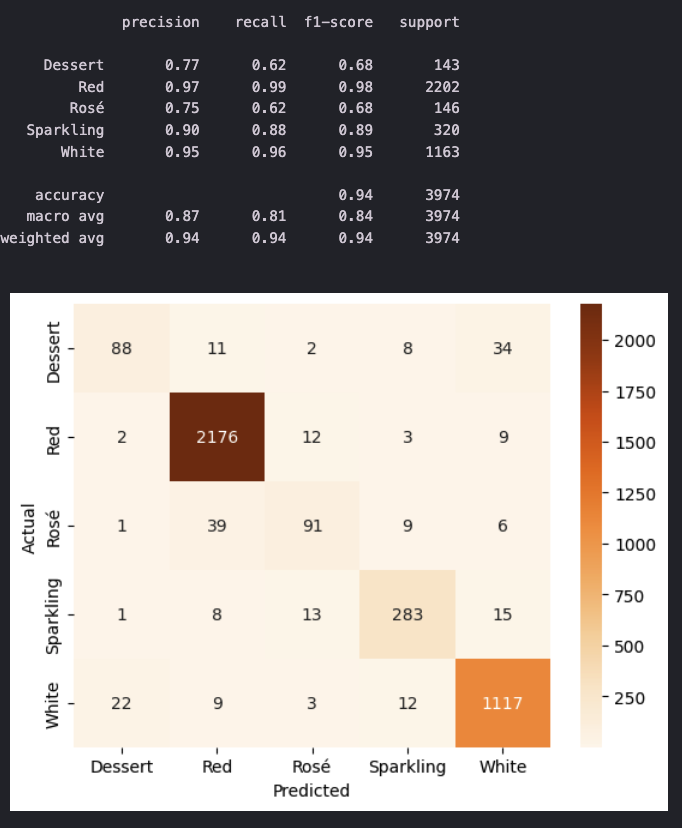 precision recall f1-score support
Dessert 0.77 0.62 0.68 143
Red 0.97 0.99 0.98 2202
Rosé 0.75 0.62 0.68 146
Sparkling 0.90 0.88 0.89 320
White 0.95 0.96 0.95 1163
accuracy 0.94 3974
macro avg 0.87 0.81 0.84 3974
weighted avg 0.94 0.94 0.94 3974
Actual
Dessert 88 11 2 8 34
Red 2 2176 12 3 9
Rosé 1 39 91 9 6
Sparkling 1 8 13 283 15
White 22 9 3 12 1117
Dessert Red Rosé Sparkling White
Predicted
2000
1750
1500
1250
1000
750
500
250